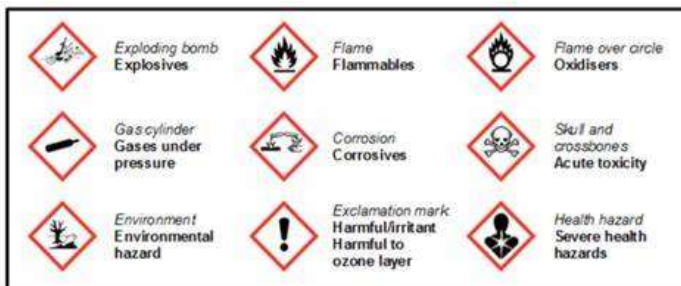 Exploding bomb
Explosives
Flame
Flammables
Flame over circle
Oxidisers
Gas cylinder
Gases under
pressure
Corrosion
Corrosives
Skull and
crossbones
Acute toxicity
Environment
Environmental
hazard
Exclamation mark
Harmful/irritant
Harmful to
ozone layer
Health hazard
Severe health
hazards